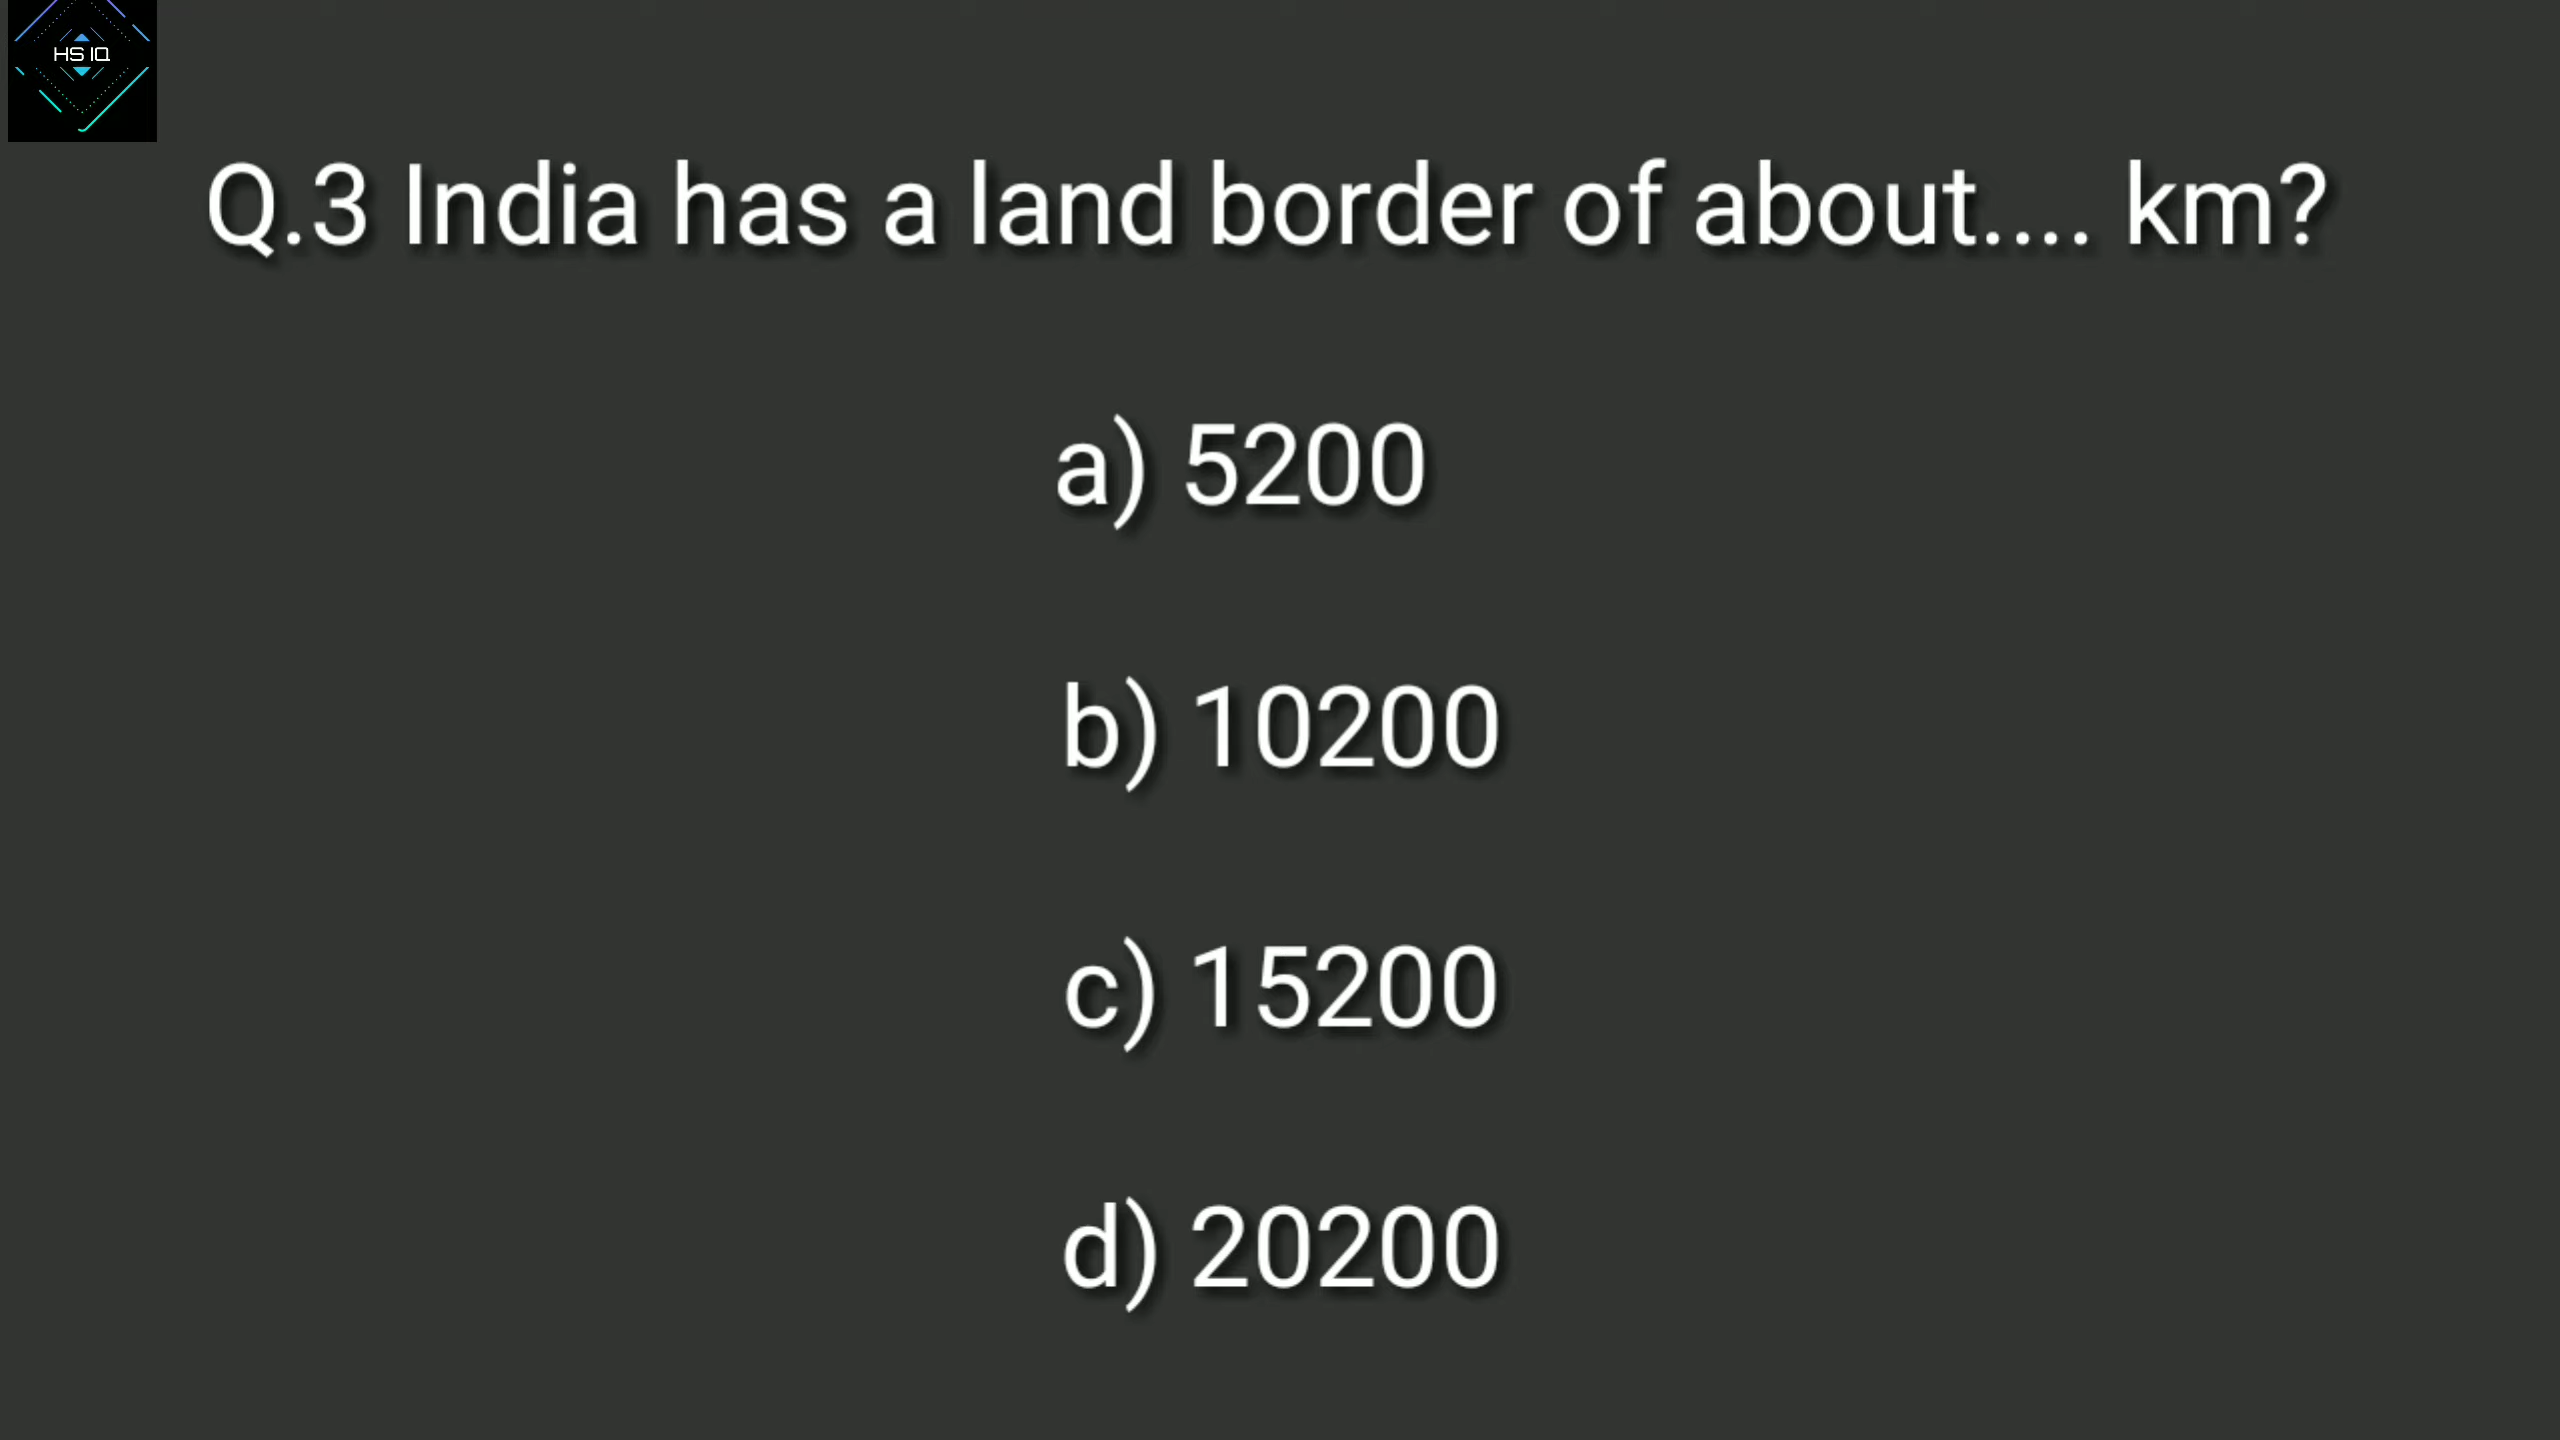 HS IQ
Q.3 India has a land border of about.... km?
a) 5200
b) 10200
c) 15200
d) 20200